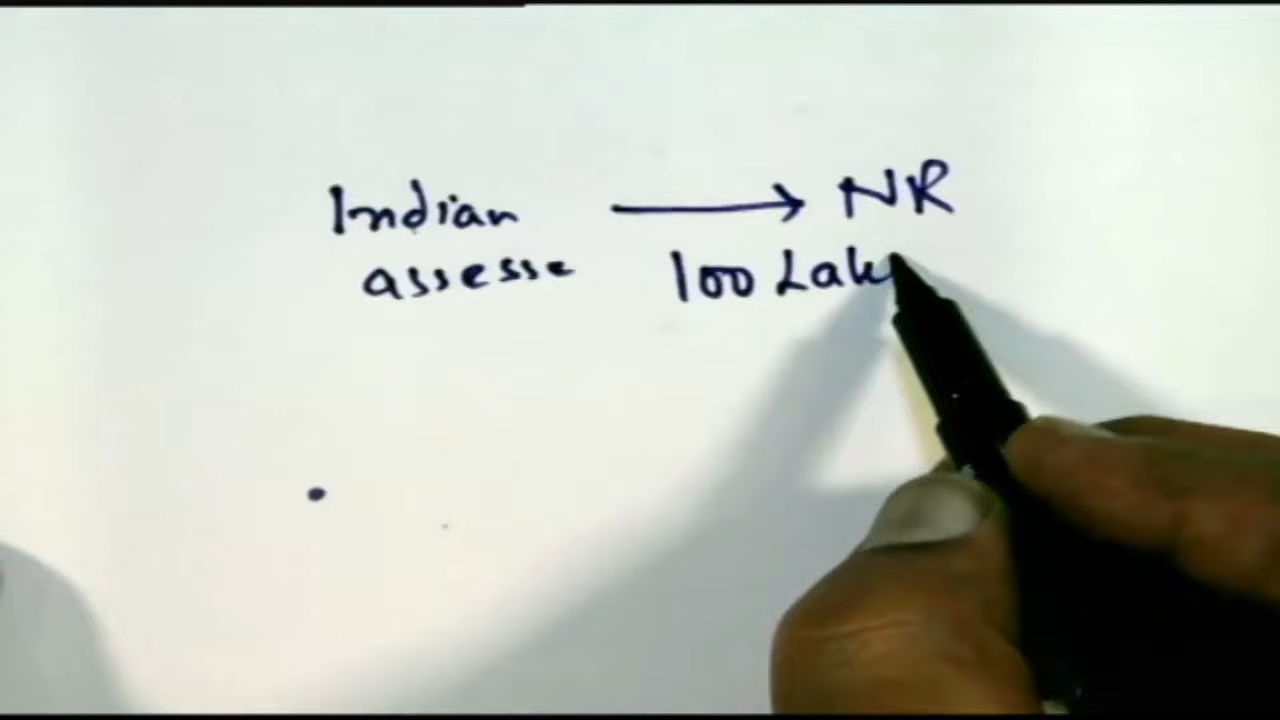 Indian → NR
assesse 100 Lak